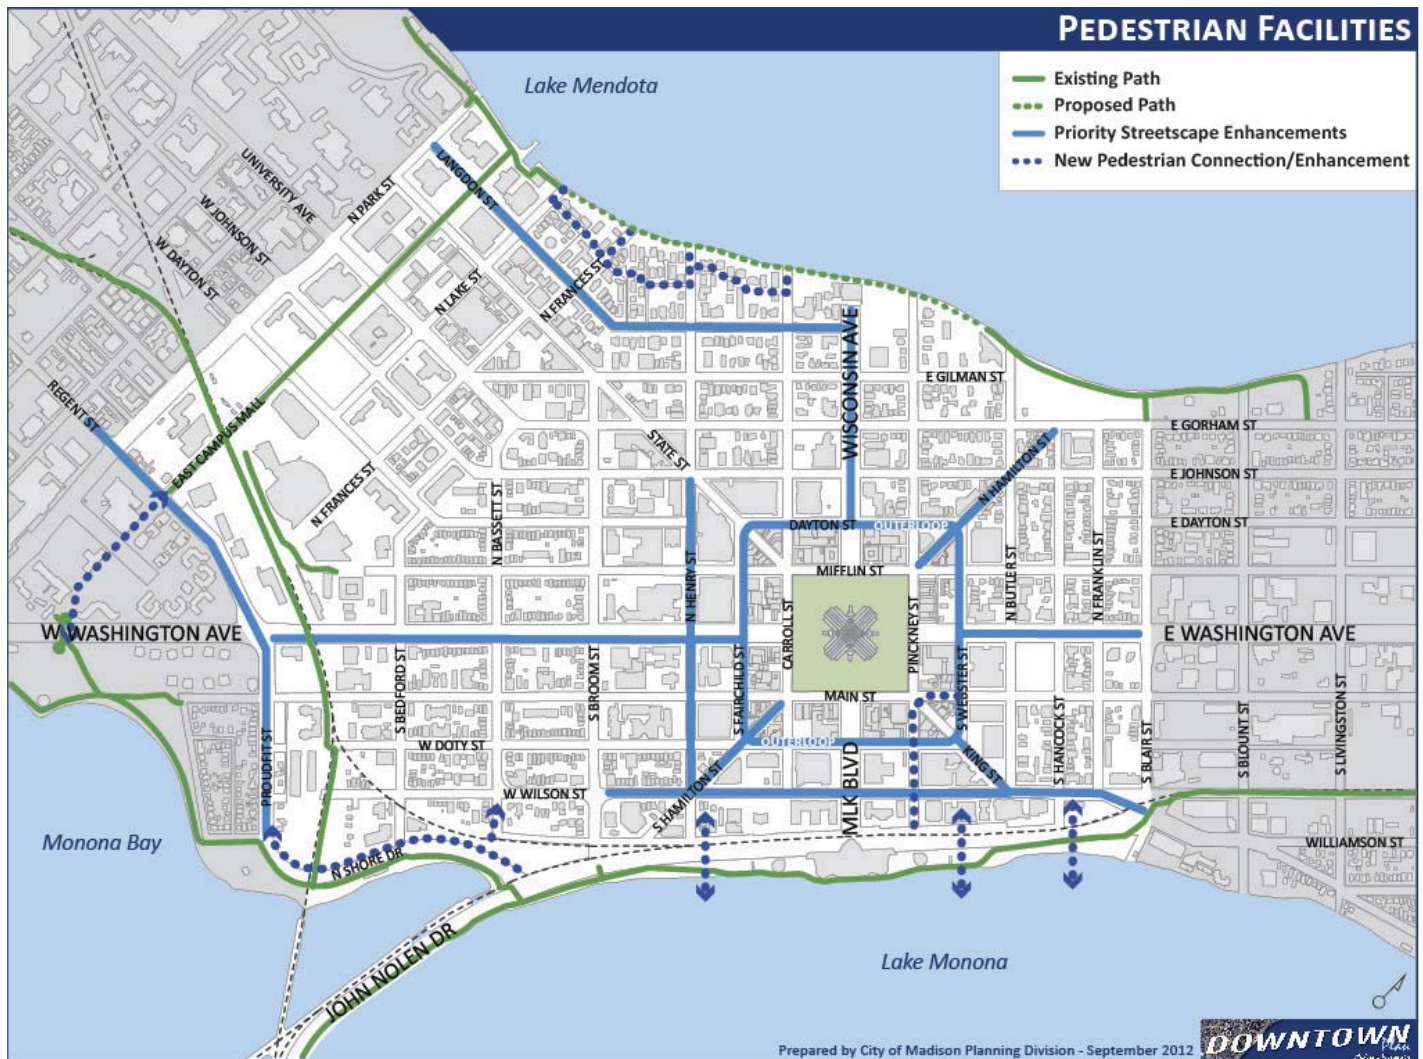 PEDESTRIAN FACILITIES
Existing Path
Proposed Path
Priority Streetscape Enhancements
New Pedestrian Connection/Enhancement
Lake Mendota
LANGDON ST
UNIVERSITY AVE
N PARK ST
W JOHNSON ST
W DAYTON ST
N LAKE ST
N FRANCES ST
WISCONSIN AVE
E GILMAN ST
REGENT ST
EAST CAMPUS MALL
STATE ST
E GORHAM ST
N HAMILTON ST
E JOHNSON ST
N FRANCES ST
N BASSETT ST
DAYTON ST
OUTERLOOP
E DAYTON ST
N HENRY ST
MIFFLIN ST
N BUTLER ST
N FRANKLIN ST
CARROLL ST
PINCKNEY ST
W WASHINGTON AVE
E WASHINGTON AVE
S BEDFORD ST
S BROOM ST
S FAIRCHILD ST
MAIN ST
S WEBSTER ST
S HANCOCK ST
S BLAIR ST
S BLOUNT ST
S LIVINGSTON ST
PROUDFIT ST
W DOTY ST
OUTERLOOP
KING ST
MLK BLVD
W WILSON ST
S HAMILTON ST
Monona Bay
N SHORE DR
WILLIAMSON ST
JOHN NOLEN DR
Lake Monona
Prepared by City of Madison Planning Division - September 2012
DOWNTOWN
Plan